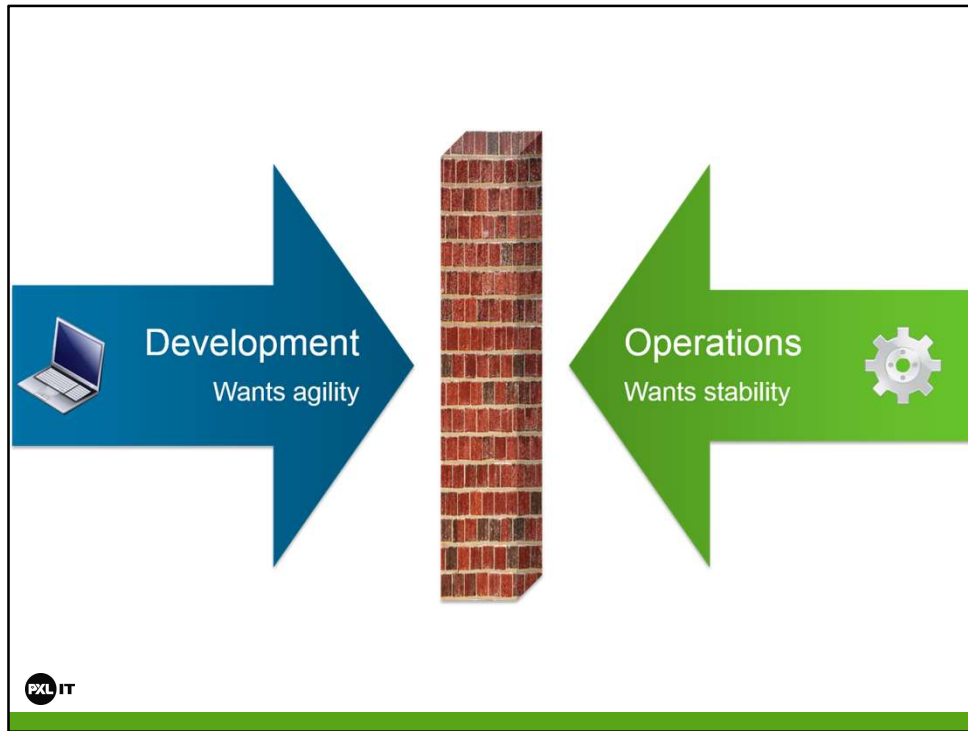 Development
Wants agility
Operations
Wants stability
PXL IT